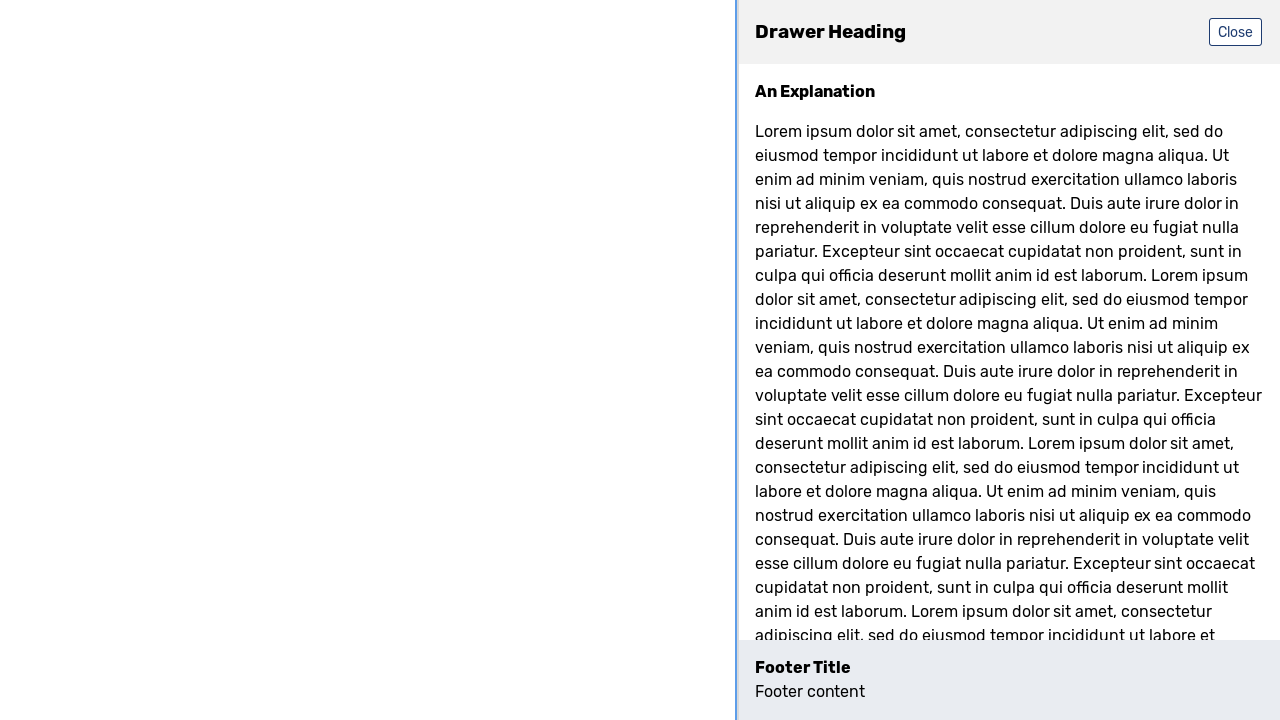 Drawer Heading
Close
An Explanation
Lorem ipsum dolor sit amet, consectetur adipiscing elit, sed do
eiusmod tempor incididunt ut labore et dolore magna aliqua. Ut
enim ad minim veniam, quis nostrud exercitation ullamco laboris
nisi ut aliquip ex ea commodo consequat. Duis aute irure dolor in
reprehenderit in voluptate velit esse cillum dolore eu fugiat nulla
pariatur. Excepteur sint occaecat cupidatat non proident, sunt in
culpa qui officia deserunt mollit anim id est laborum. Lorem ipsum
dolor sit amet, consectetur adipiscing elit, sed do eiusmod tempor
incididunt ut labore et dolore magna aliqua. Ut enim ad minim
veniam, quis nostrud exercitation ullamco laboris nisi ut aliquip ex
ea commodo consequat. Duis aute irure dolor in reprehenderit in
voluptate velit esse cillum dolore eu fugiat nulla pariatur. Excepteur
sint occaecat cupidatat non proident, sunt in culpa qui officia
deserunt mollit anim id est laborum. Lorem ipsum dolor sit amet,
consectetur adipiscing elit, sed do eiusmod tempor incididunt ut
labore et dolore magna aliqua. Ut enim ad minim veniam, quis
nostrud exercitation ullamco laboris nisi ut aliquip ex ea commodo
consequat. Duis aute irure dolor in reprehenderit in voluptate velit
esse cillum dolore eu fugiat nulla pariatur. Excepteur sint occaecat
cupidatat non proident, sunt in culpa qui officia deserunt mollit
anim id est laborum. Lorem ipsum dolor sit amet, consectetur
adipiscing elit, sed do eiusmod tempor incididunt ut labore et
Footer Title
Footer content